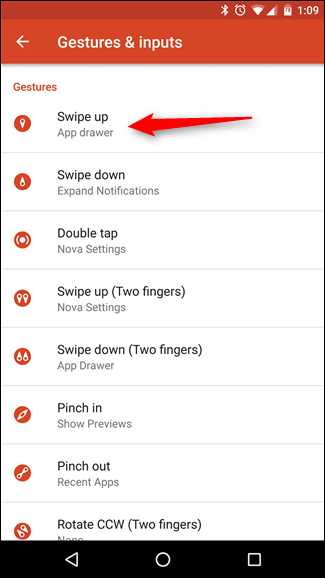 1:09
Gestures & inputs
Gestures
Swipe up
App drawer
Swipe down
Expand Notifications
Double tap
Nova Settings
Swipe up (Two fingers)
Nova Settings
Swipe down (Two fingers)
App Drawer
Pinch in
Show Previews
Pinch out
Recent Apps
Rotate CCW (Two fingers)
None